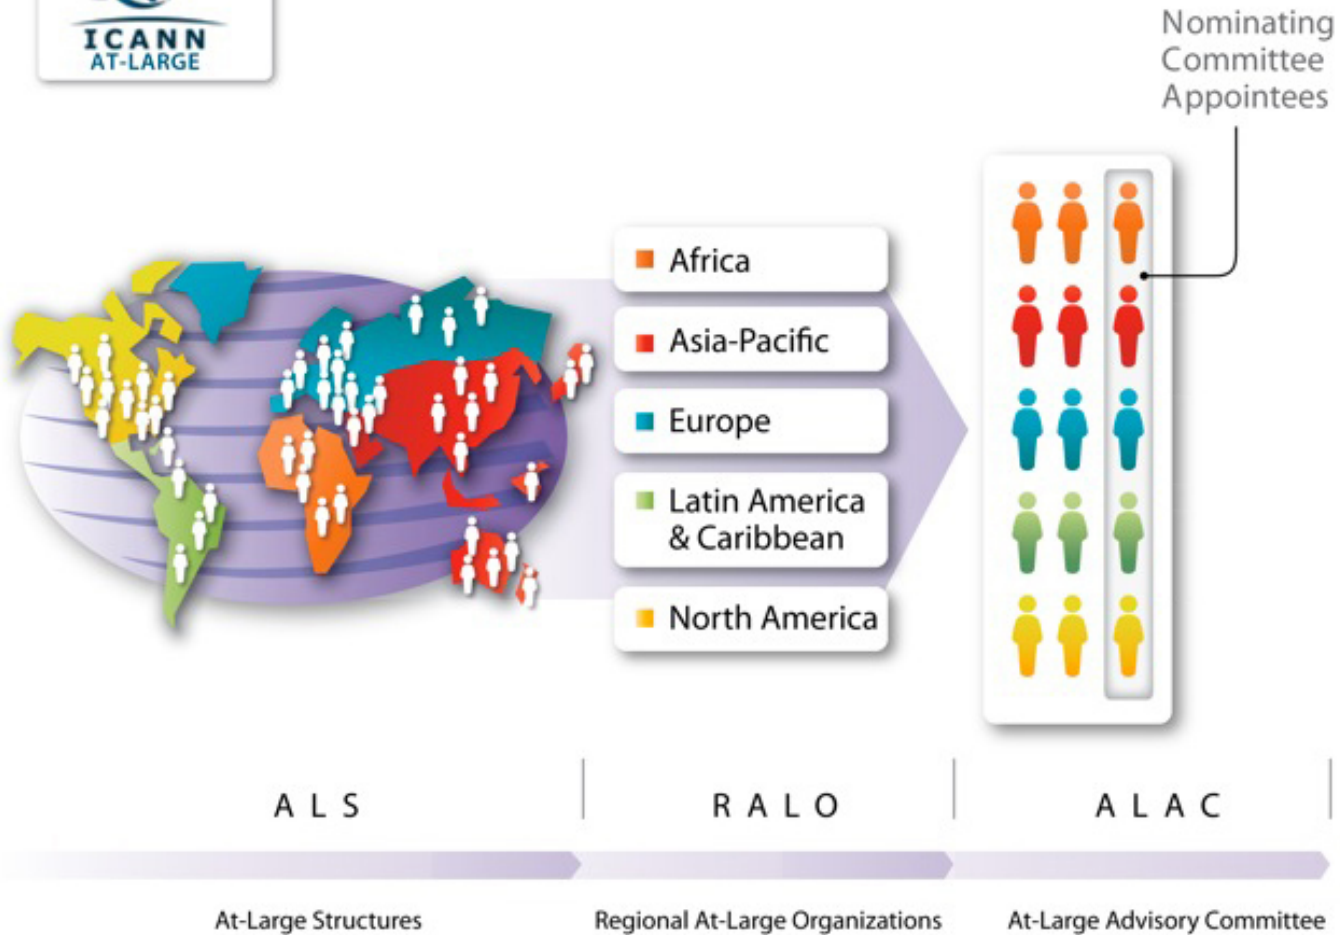 ICANN
AT-LARGE
Nominating
Committee
Appointees
Africa
Asia-Pacific
Europe
Latin America
& Caribbean
North America
ALS
RALO
ALAC
At-Large Structures
Regional At-Large Organizations
At-Large Advisory Committee